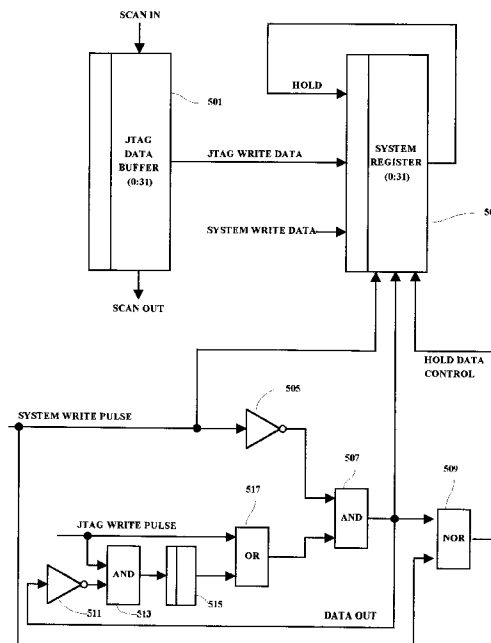 SCAN IN
501
HOLD
JTAG
DATA
BUFFER
(0:31)
SYSTEM
REGISTER
(0:31)
JTAG WRITE DATA
SYSTEM WRITE DATA
SCAN OUT
HOLD DATA
CONTROL
505
SYSTEM WRITE PULSE
507
509
517
JTAG WRITE PULSE
AND
NOR
OR
AND
511
513
515
DATA OUT